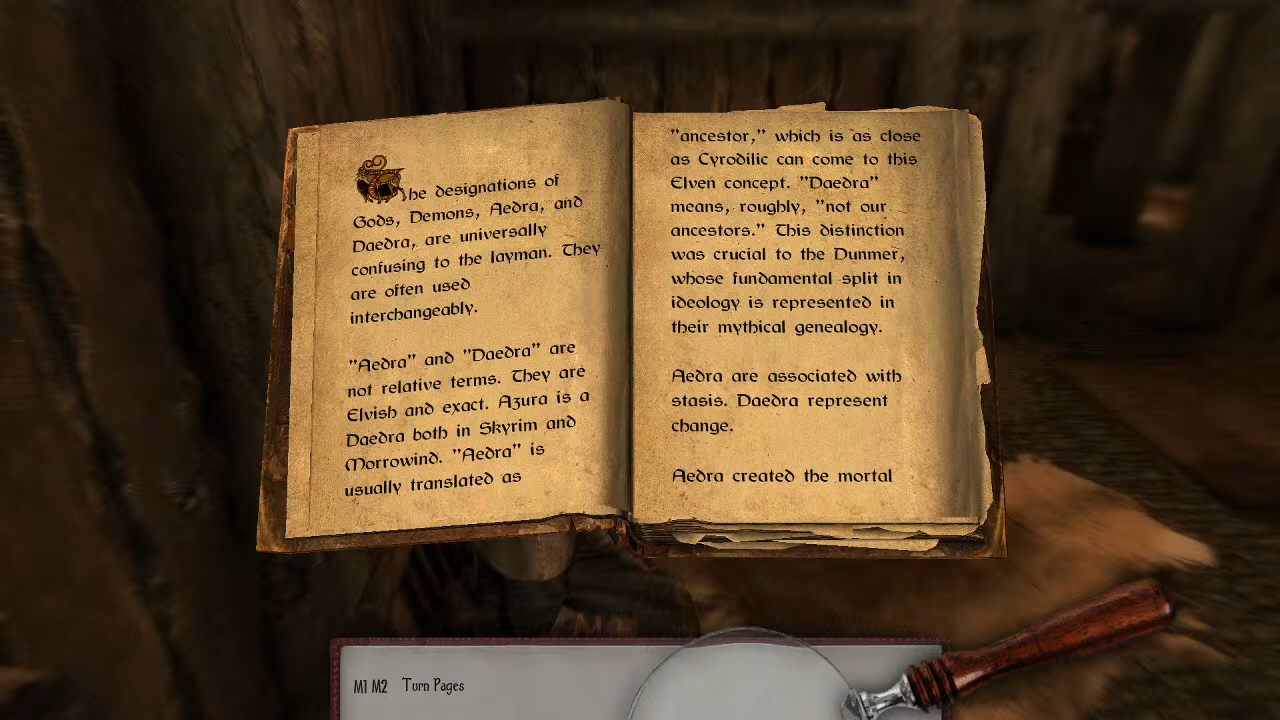 The designations of
Gods, Demons, Aedra, and
Daedra, are universally
confusing to the layman. They
are often used
interchangeably.
"Aedra" and "Daedra" are
not relative terms. They are
Elvish and exact. Azura is a
Daedra both in Skyrim and
Morrowind. "Aedra" is
usually translated as
"ancestor," which is as close
as Cyrodilic can come to this
Elven concept. "Daedra"
means, roughly, "not our
ancestors." This distinction
was crucial to the Dunmer,
whose fundamental split in
ideology is represented in
their mythical genealogy.
Aedra are associated with
stasis. Daedra represent
change.
Aedra created the mortal
M1 M2 Turn Pages